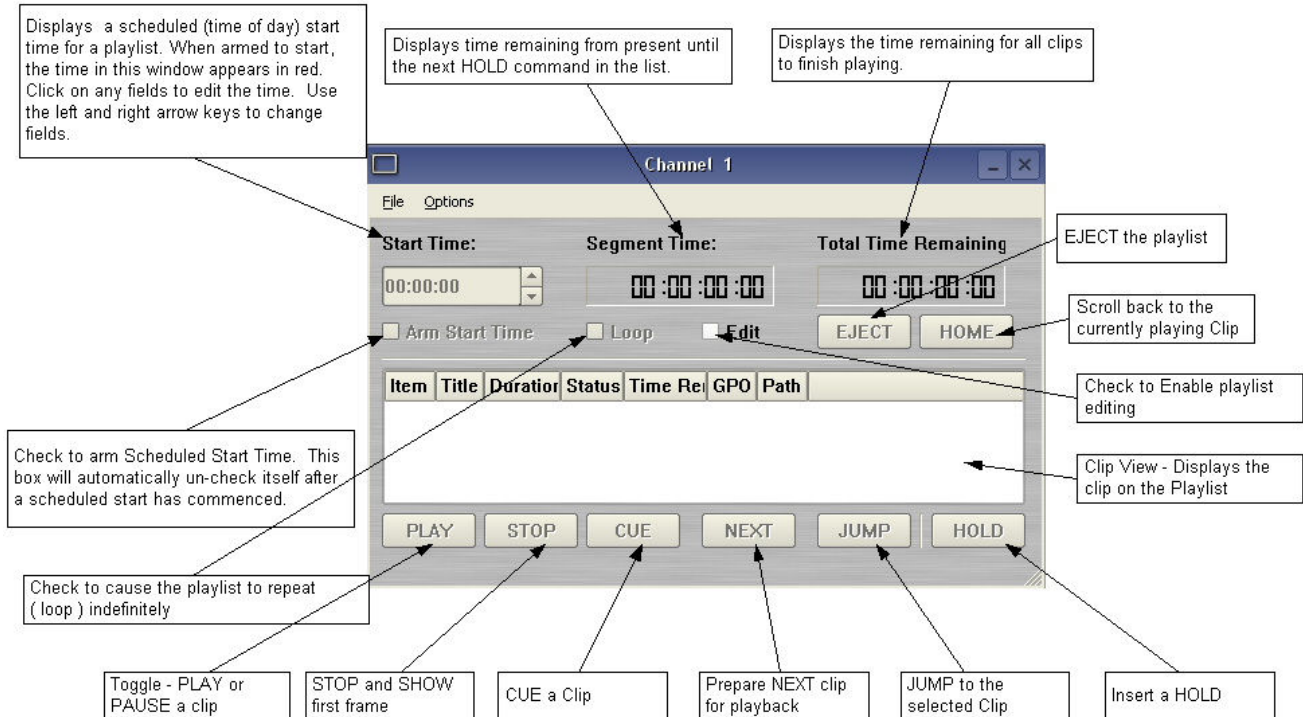 Displays a scheduled (time of day) start
time for a playlist. When armed to start,
the time in this window appears in red.
Click on any fields to edit the time. Use
the left and right arrow keys to change
fields.
Displays time remaining from present until
the next HOLD command in the list.
Displays the time remaining for all clips
to finish playing.
Channel 1
File Options
Start Time:
Segment Time:
Total Time Remaining
00:00:00
00:00:00:00
00:00:00:00
Arm Start Time
Loop
Edit
EJECT
HOME
EJECT the playlist
Scroll back to the
currently playing Clip
Check to Enable playlist
editing
Clip View - Displays the
clip on the Playlist
Item Title Duration Status Time Rei GPO Path
Check to arm Scheduled Start Time. This
box will automatically un-check itself after
a scheduled start has commenced.
PLAY STOP CUE NEXT JUMP HOLD
Check to cause the playlist to repeat
( loop ) indefinitely
Toggle - PLAY or
PAUSE a clip
STOP and SHOW
first frame
CUE a Clip
Prepare NEXT clip
for playback
JUMP to the
selected Clip
Insert a HOLD